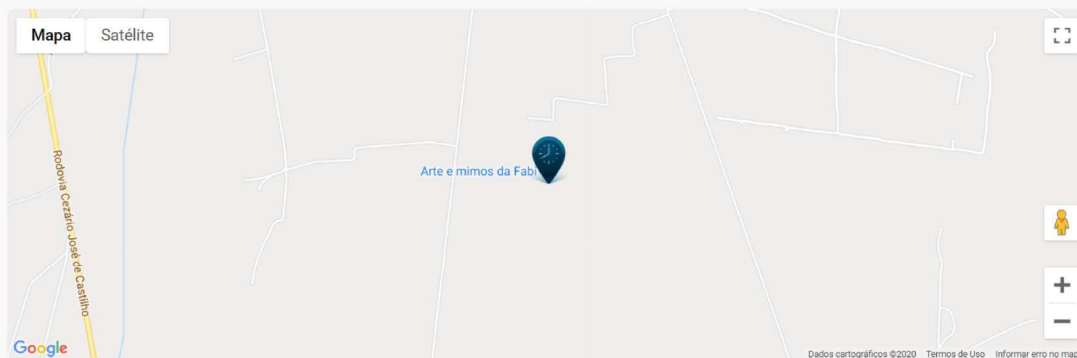 Mapa
Satélite
Rodovia Cezário José de Castilho
Arte e mimos da Fabi
Google
Dados cartográficos ©2020
Termos de Uso
Informar erro no mapa